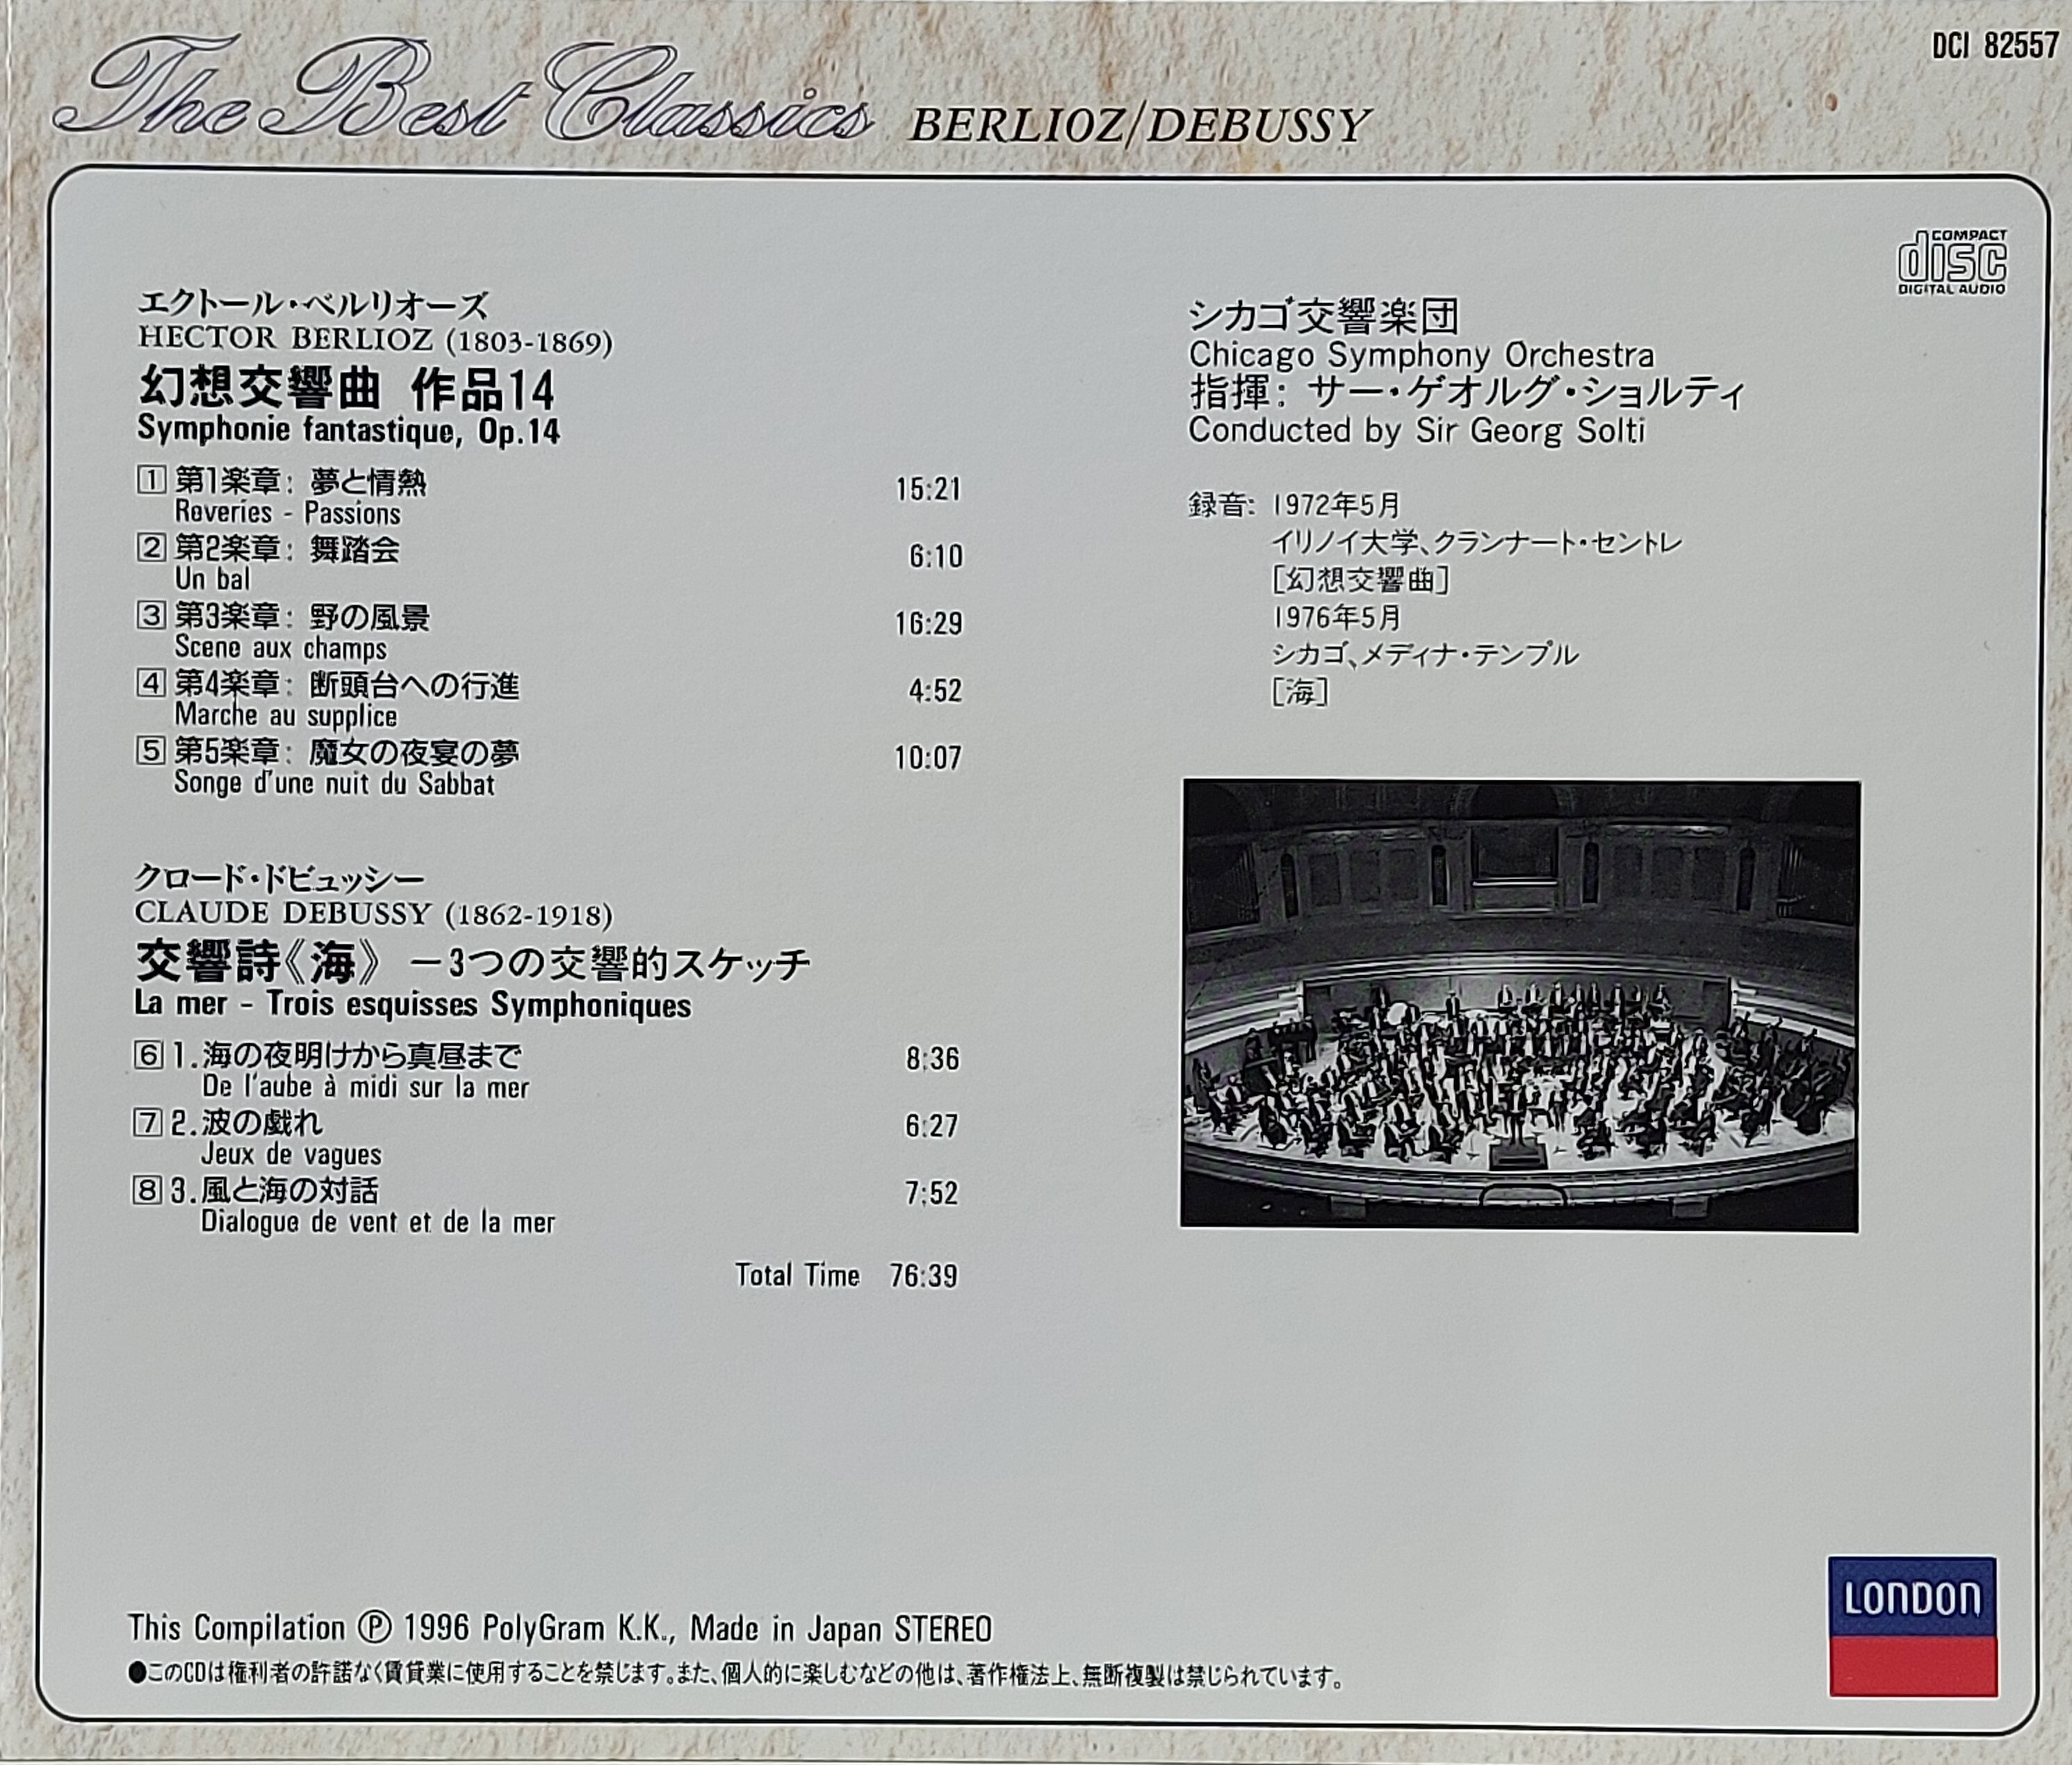 The Best Classics BERLIOZ/DEBUSSY
DCI 82557
COMPACT
disc
DIGITAL AUDIO
エクトール・ベルリオーズ
HECTOR BERLIOZ (1803-1869)
幻想交響曲 作品14
Symphonie fantastique, Op.14
1 第1楽章: 夢と情熱 15:21
Reveries - Passions
2 第2楽章: 舞踏会 6:10
Un bal
3 第3楽章: 野の風景 16:29
Scene aux champs
4 第4楽章: 断頭台への行進 4:52
Marche au supplice
5 第5楽章: 魔女の夜宴の夢 10:07
Songe d'une nuit du Sabbat
クロード・ドビュッシー
CLAUDE DEBUSSY (1862-1918)
交響詩《海》 －3つの交響的スケッチ
La mer - Trois esquisses Symphoniques
6 1.海の夜明けから真昼まで 8:36
De l'aube à midi sur la mer
7 2.波の戯れ 6:27
Jeux de vagues
8 3.風と海の対話 7:52
Dialogue de vent et de la mer
Total Time 76:39
シカゴ交響楽団
Chicago Symphony Orchestra
指揮: サー・ゲオルグ・ショルティ
Conducted by Sir Georg Solti
録音: 1972年5月
イリノイ大学、クランナート・セントレ
[幻想交響曲]
1976年5月
シカゴ、メディナ・テンプル
[海]
This Compilation Ⓟ 1996 PolyGram K.K., Made in Japan STEREO
●このCDは権利者の許諾なく賃貸業に使用することを禁じます。また、個人的に楽しむなどの他は、著作権法上、無断複製は禁じられています。
LONDON